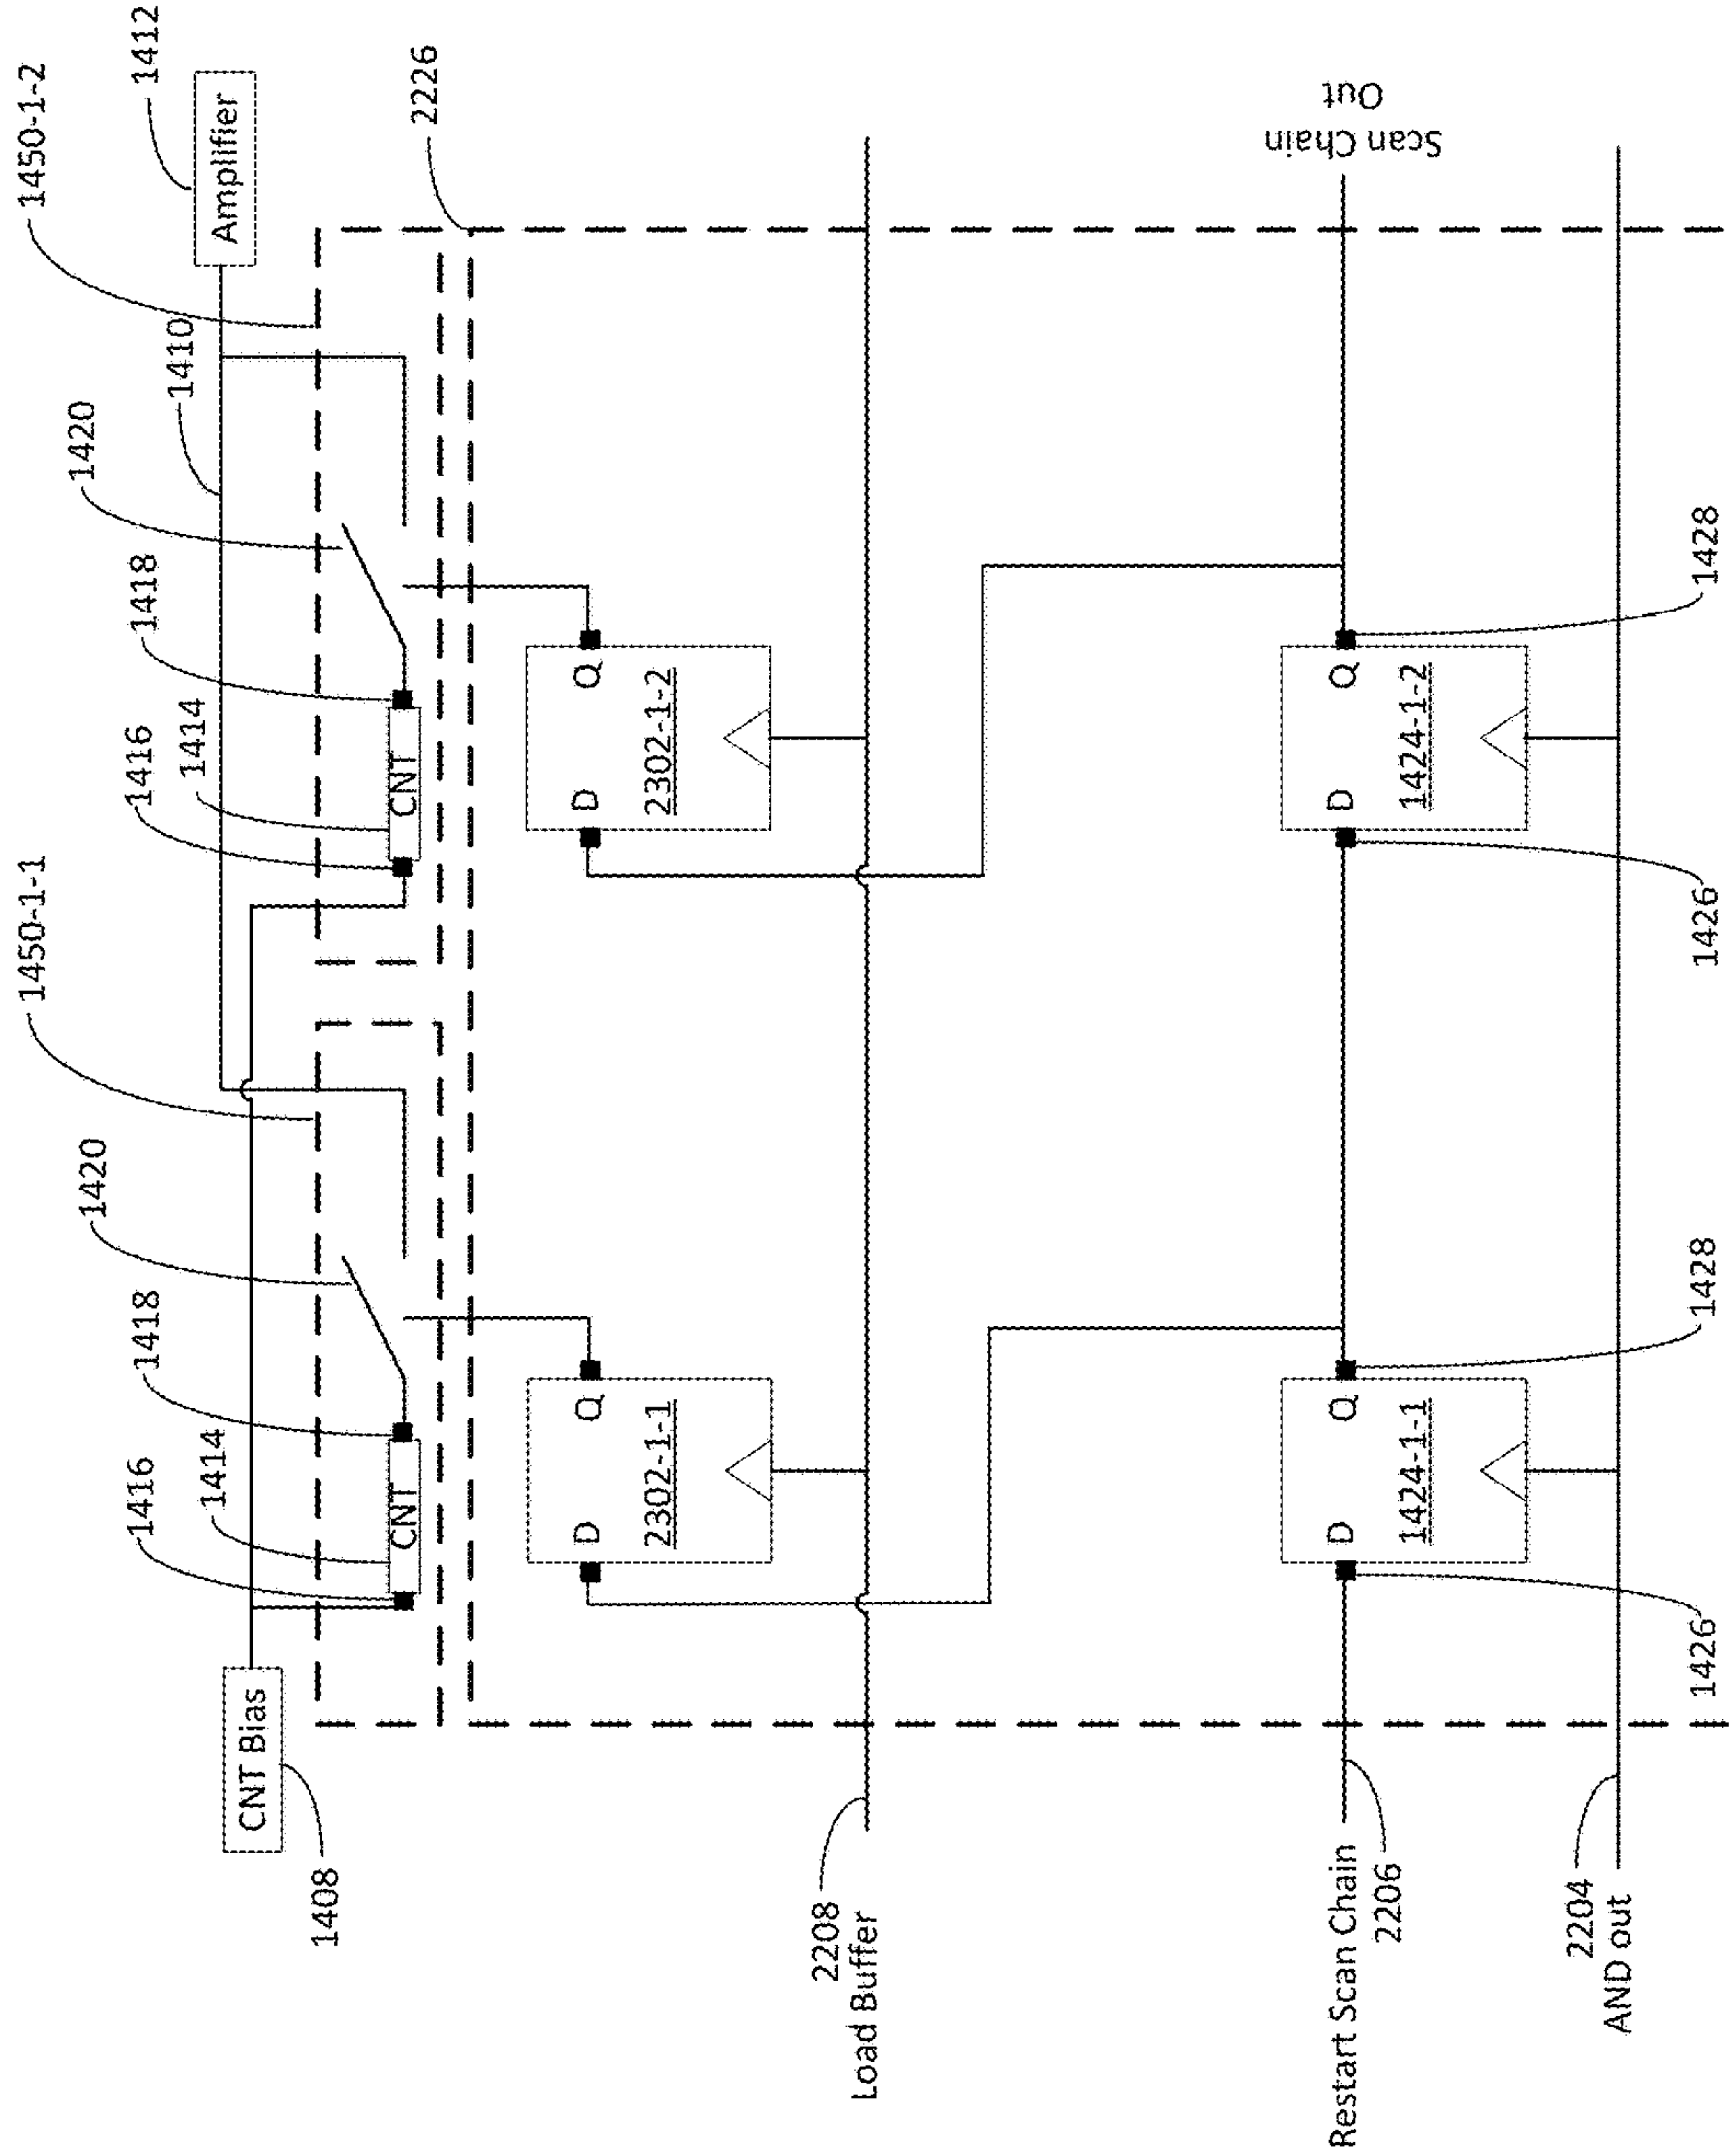 1412
Amplifier
1450-1-2
2226
1410
1420
1418
1414
1416
CNT
1450-1-1
1420
1418
1414
1416
CNT
CNT Bias
1408
Q
D
2302-1-2
Q
D
2302-1-1
2208
Load Buffer
Scan Chain
Out
Q
D
1424-1-2
1428
1426
Q
D
1424-1-1
1428
1426
Restart Scan Chain
2206
2204
AND out